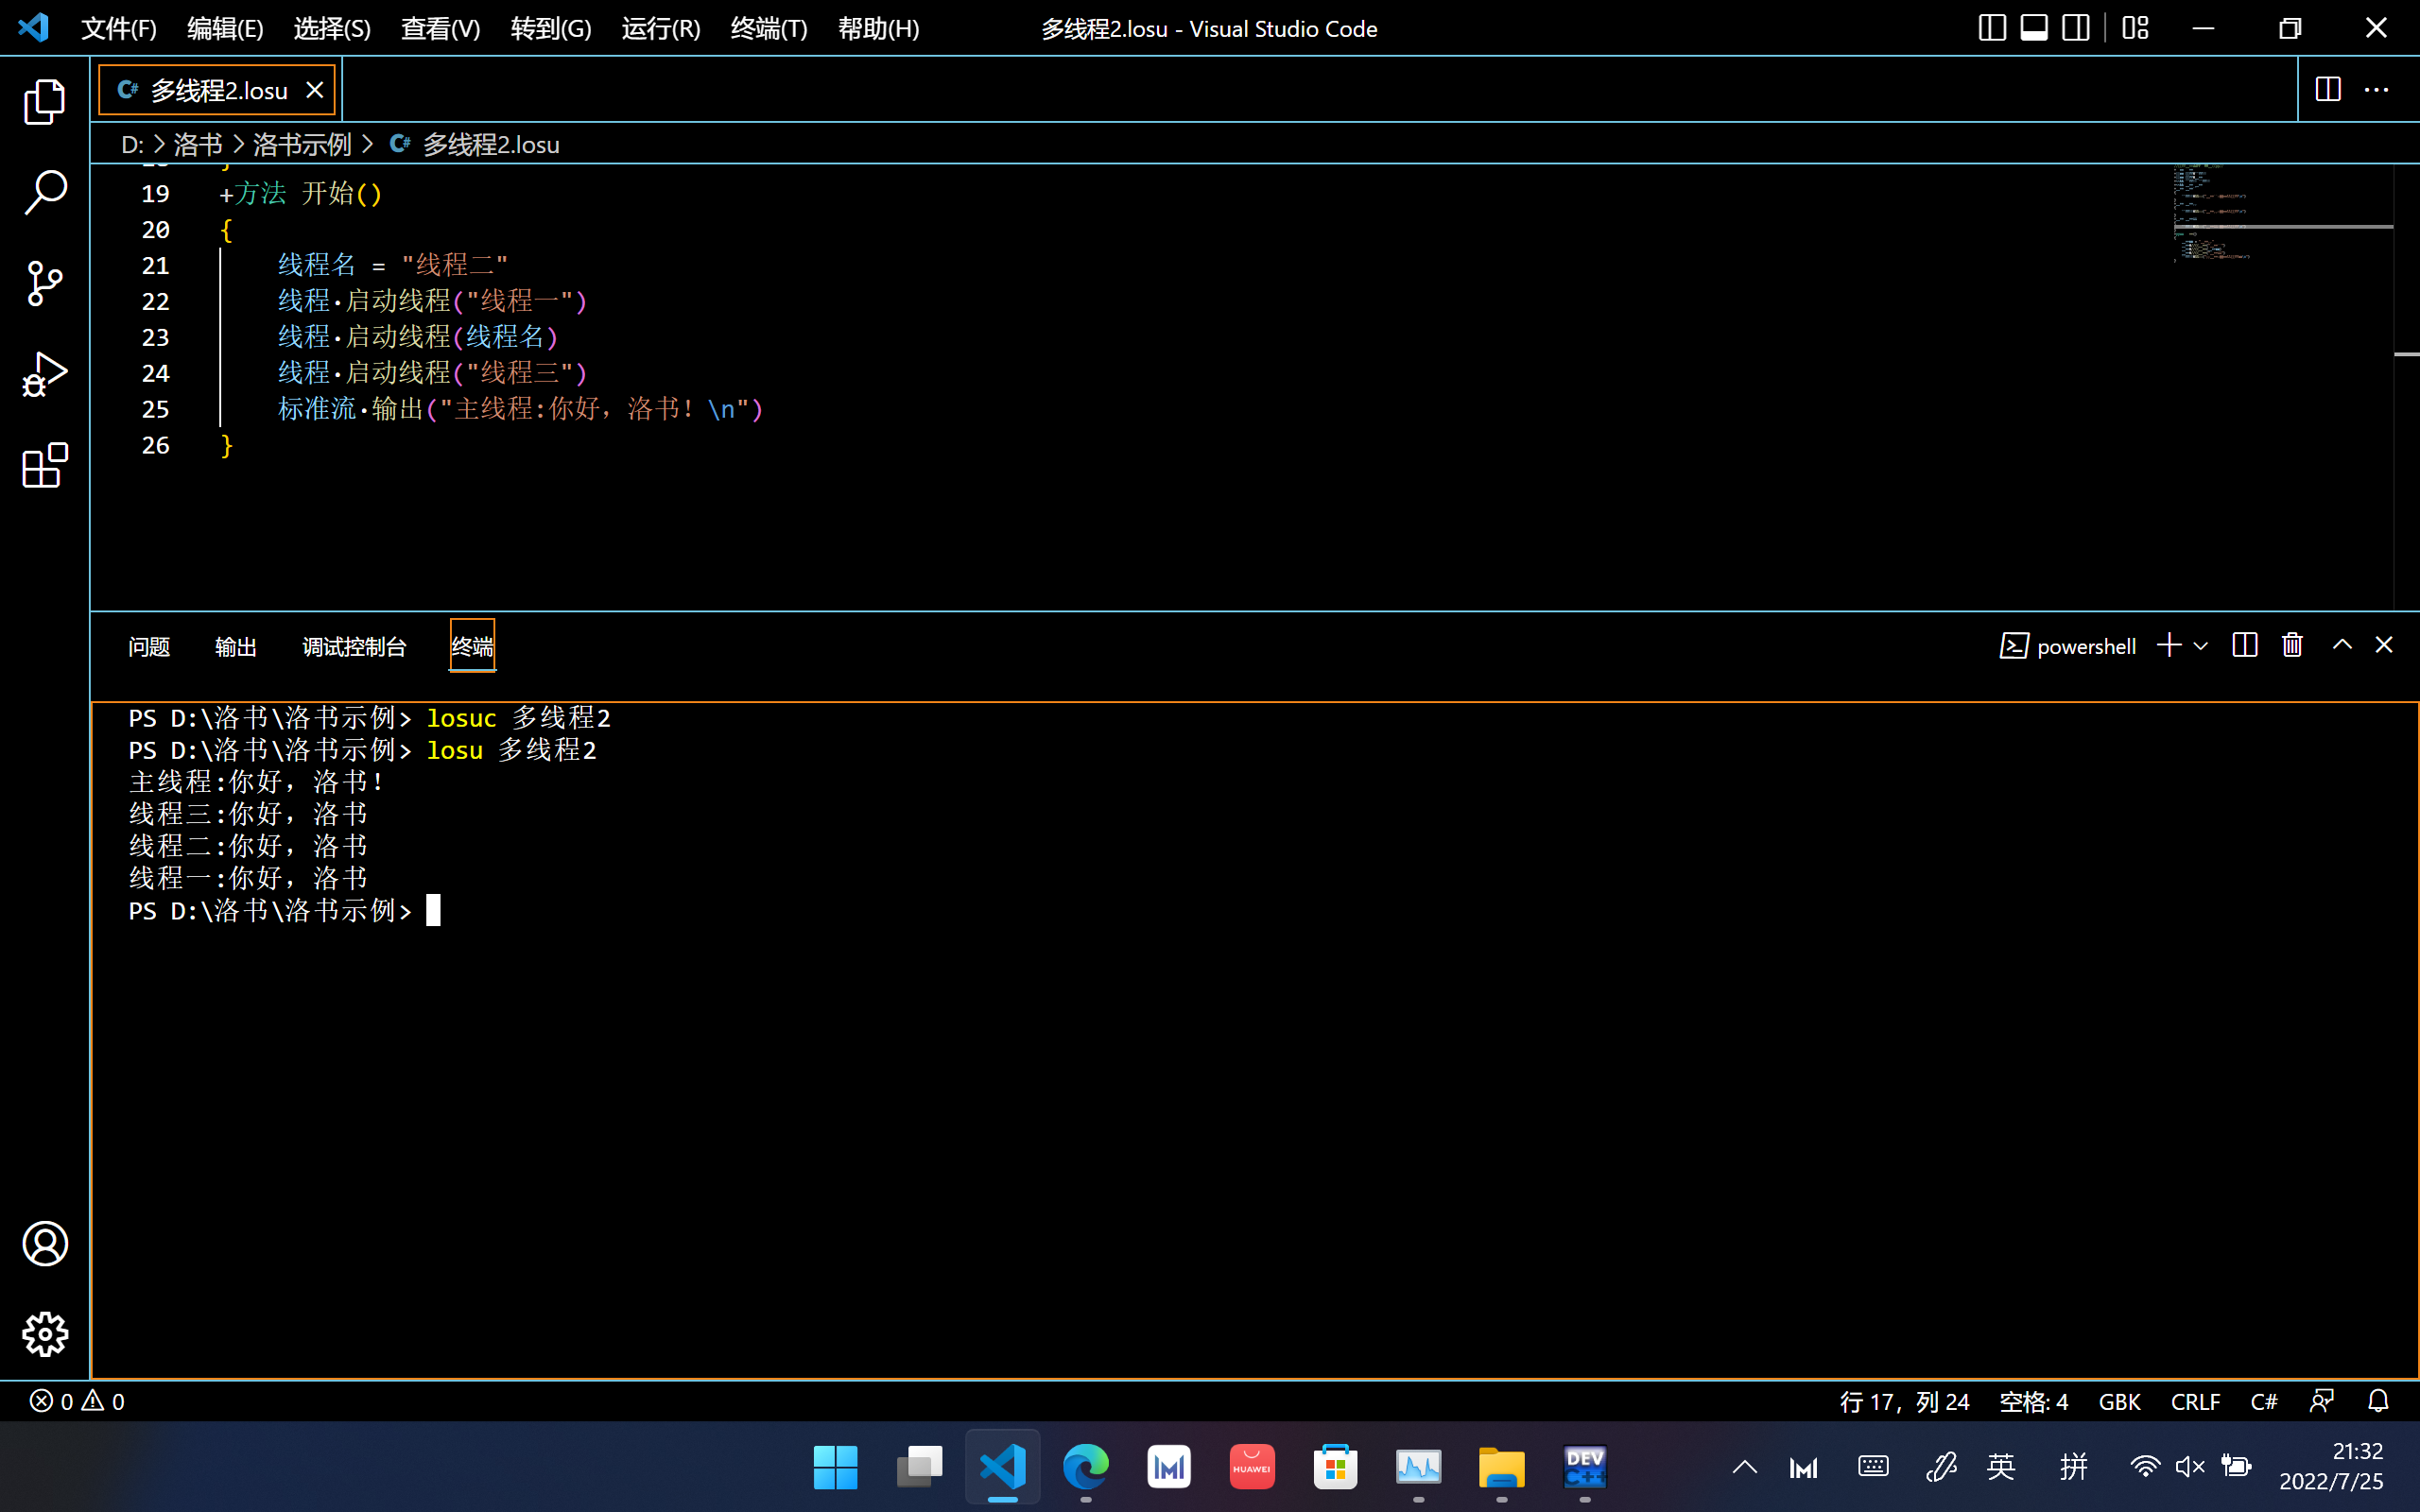 文件(F) 编辑(E) 选择(S) 查看(V) 转到(G) 运行(R) 终端(T) 帮助(H) 多线程2.losu - Visual Studio Code
C# 多线程2.losu
D: > 洛书 > 洛书示例 > C# 多线程2.losu
19 +方法 开始()
20 {
21 线程名 = "线程二"
22 线程·启动线程("线程一")
23 线程·启动线程(线程名)
24 线程·启动线程("线程三")
25 标准流·输出("主线程:你好，洛书！\n")
26 }
问题 输出 调试控制台 终端 powershell
PS D:\洛书\洛书示例> losuc 多线程2
PS D:\洛书\洛书示例> losu 多线程2
主线程:你好，洛书！
线程三:你好，洛书
线程二:你好，洛书
线程一:你好，洛书
PS D:\洛书\洛书示例>
0 0 行 17，列 24 空格: 4 GBK CRLF C#
HUAWEI DEV C++ 英 拼 21:32
2022/7/25